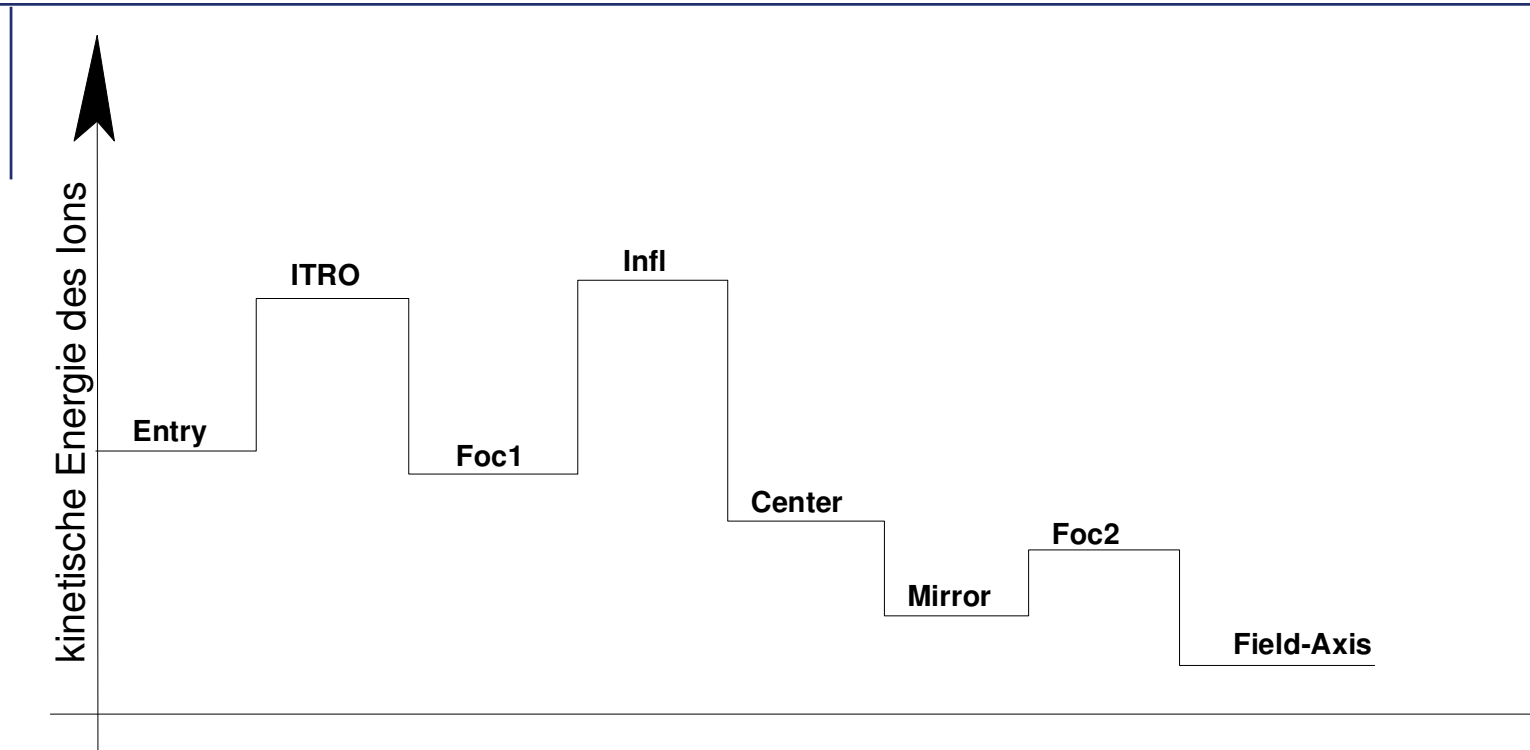 kinetische Energie des Ions
Entry
ITRO
Foc1
Infl
Center
Mirror
Foc2
Field-Axis